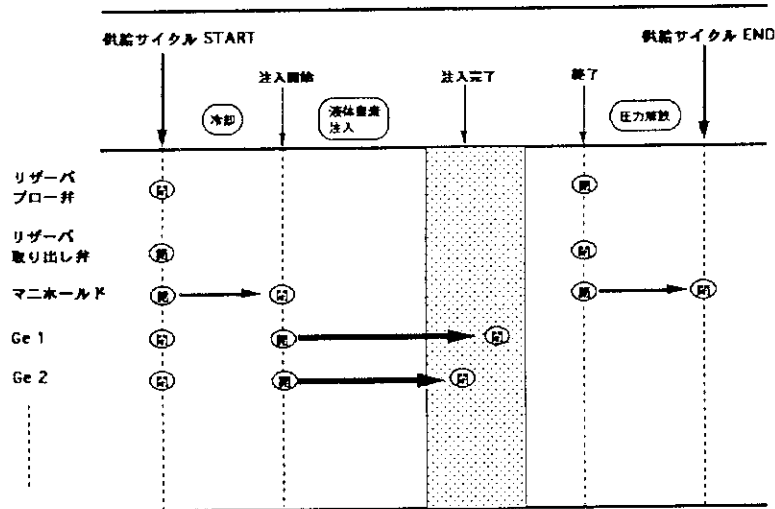 供給サイクル START
供給サイクル END
注入開始
注入完了
終了
冷却
液体窒素
注入
圧力解放
リザーバ
ブロー弁
閉 開
リザーバ
取り出し弁
開 閉
マニホールド
開 閉 開 閉
Ge 1
閉 開 閉
Ge 2
閉 開 閉